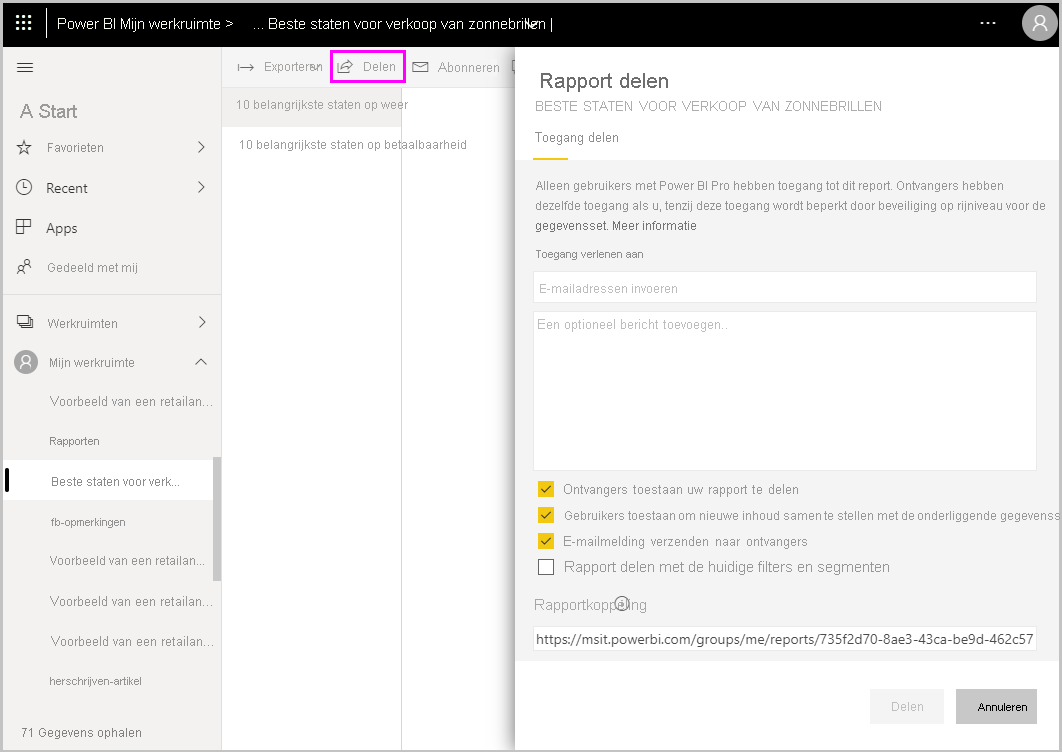 Power BI Mijn werkruimte > ... Beste staten voor verkoop van zonnebrillen |
Exporteren
Delen
Abonneren
A Start
Favorieten
Recent
Apps
Gedeeld met mij
Werkruimten
Mijn werkruimte
Voorbeeld van een retailan...
Rapporten
Beste staten voor verk...
fb-opmerkingen
Voorbeeld van een retailan...
Voorbeeld van een retailan...
Voorbeeld van een retailan...
herschrijven-artikel
71 Gegevens ophalen
10 belangrijkste staten op weer
10 belangrijkste staten op betaalbaarheid
Rapport delen
BESTE STATEN VOOR VERKOOP VAN ZONNEBRILLEN
Toegang delen
Alleen gebruikers met Power BI Pro hebben toegang tot dit report. Ontvangers hebben
dezelfde toegang als u, tenzij deze toegang wordt beperkt door beveiliging op rijniveau voor de
gegevensset. Meer informatie
Toegang verlenen aan
E-mailadressen invoeren
Een optioneel bericht toevoegen..
Ontvangers toestaan uw rapport te delen
Gebruikers toestaan om nieuwe inhoud samen te stellen met de onderliggende gegevenss
E-mailmelding verzenden naar ontvangers
Rapport delen met de huidige filters en segmenten
Rapportkoppeling
https://msit.powerbi.com/groups/me/reports/735f2d70-8ae3-43ca-be9d-462c57
Delen
Annuleren